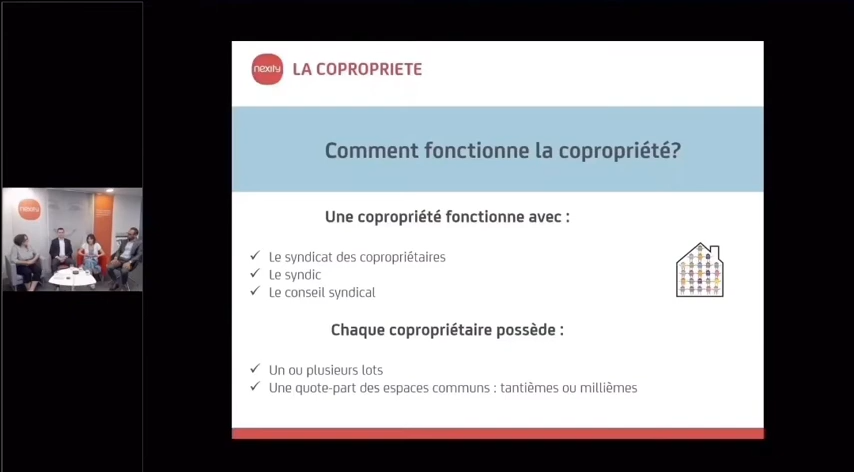 nexity LA COPROPRIETE
Comment fonctionne la copropriété?
Une copropriété fonctionne avec :
✓ Le syndicat des copropriétaires
✓ Le syndic
✓ Le conseil syndical
Chaque copropriétaire possède :
✓ Un ou plusieurs lots
✓ Une quote-part des espaces communs : tantièmes ou millièmes
nexity